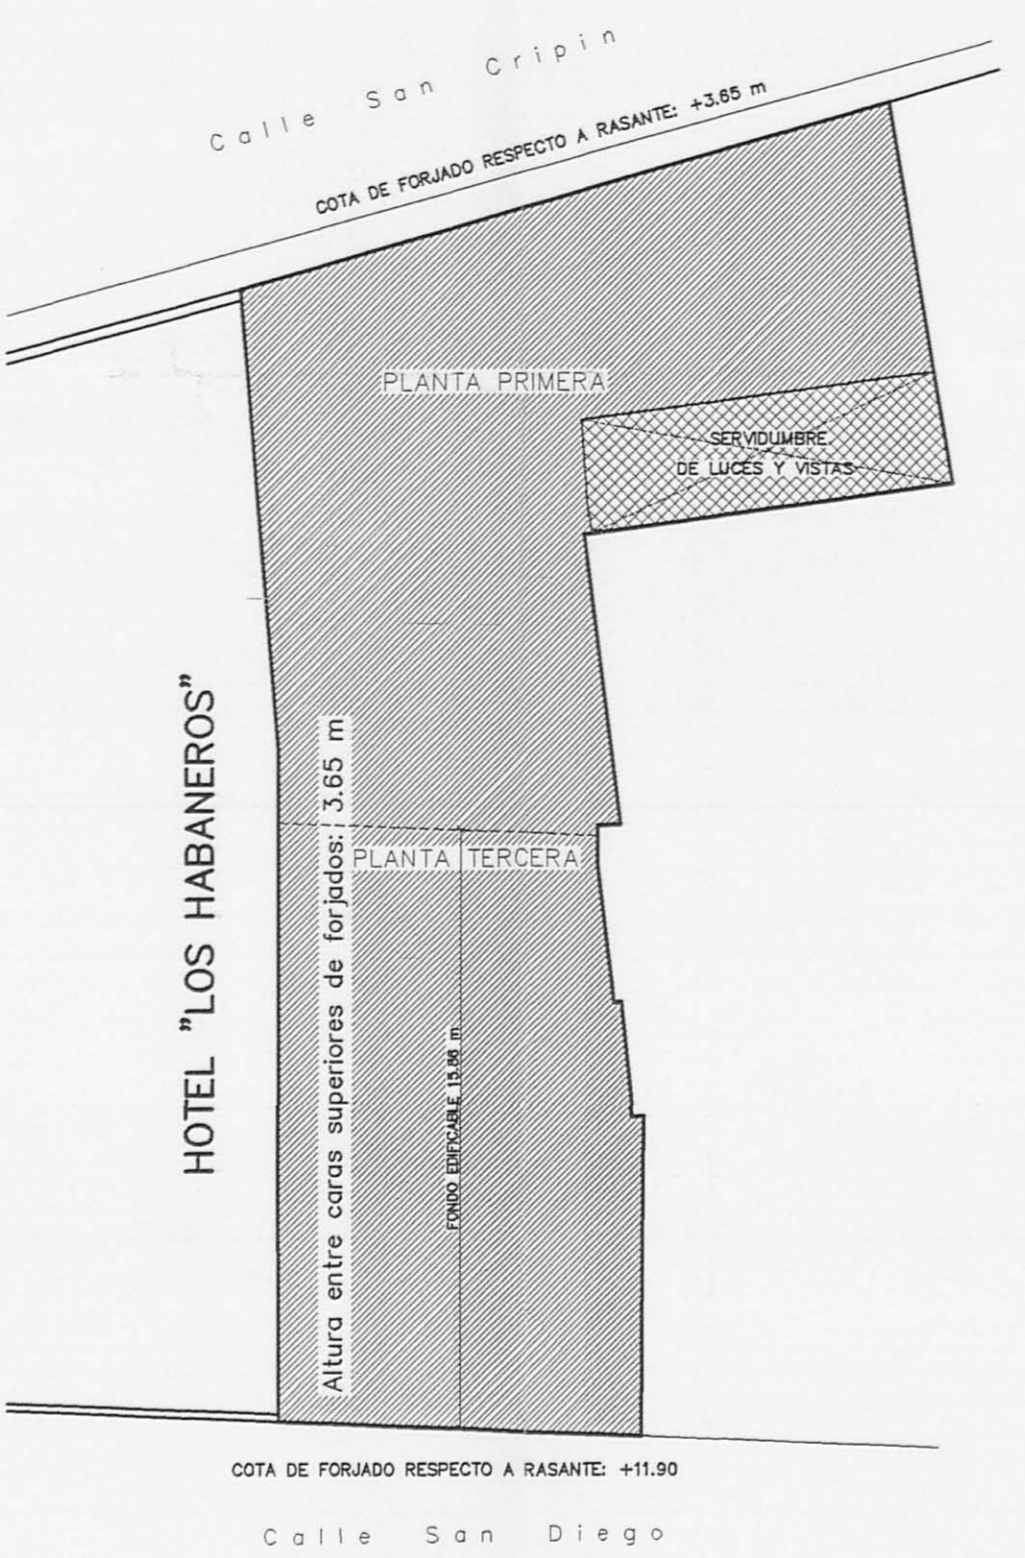 Calle San Cripin
COTA DE FORJADO RESPECTO A RASANTE: +3.65 m
PLANTA PRIMERA
SERVIDUMBRE
DE LUCES Y VISTAS
HOTEL "LOS HABANEROS"
Altura entre caras superiores de forjados: 3.65 m
PLANTA TERCERA
FONDO EDIFICABLE 15.86 m
COTA DE FORJADO RESPECTO A RASANTE: +11.90
Calle San Diego